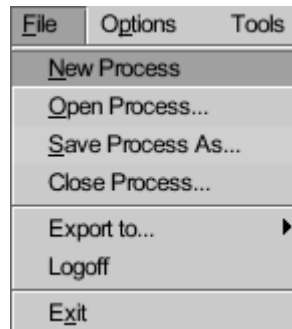 File Options Tools
New Process
Open Process...
Save Process As...
Close Process...
Export to...
Logoff
Exit